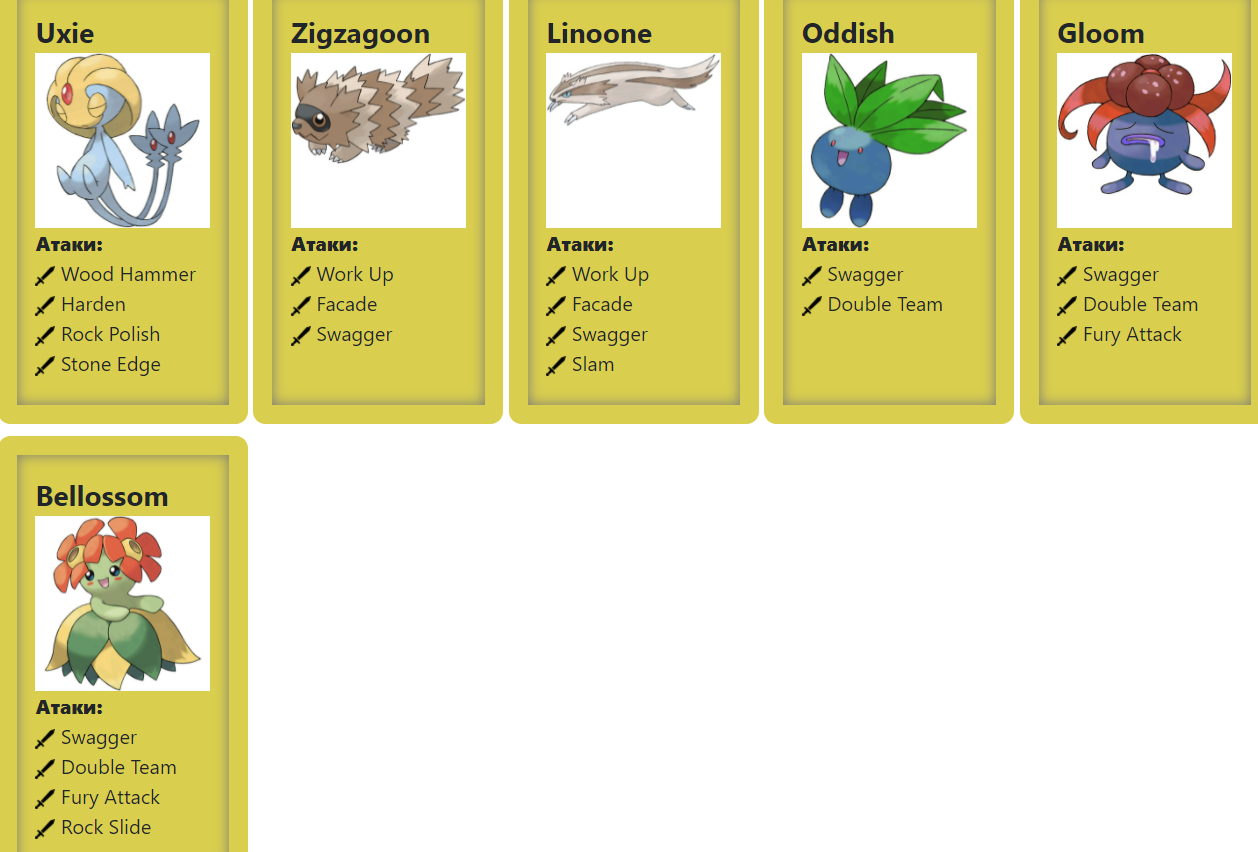 Uxie
Атаки:
Wood Hammer
Harden
Rock Polish
Stone Edge
Zigzagoon
Атаки:
Work Up
Facade
Swagger
Linoone
Атаки:
Work Up
Facade
Swagger
Slam
Oddish
Атаки:
Swagger
Double Team
Gloom
Атаки:
Swagger
Double Team
Fury Attack
Bellossom
Атаки:
Swagger
Double Team
Fury Attack
Rock Slide